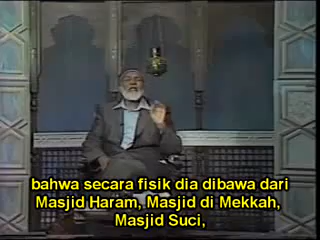 bahwa secara fisik dia dibawa dari
Masjid Haram, Masjid di Mekkah,
Masjid Suci,